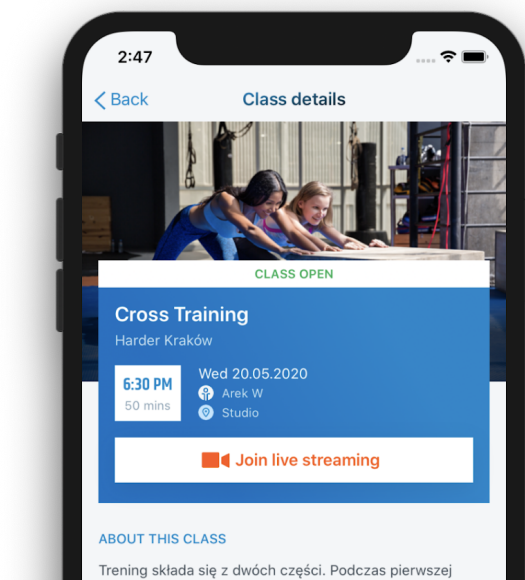 2:47
Back
Class details
CLASS OPEN
Cross Training
Harder Kraków
6:30 PM
50 mins
Wed 20.05.2020
Arek W
Studio
Join live streaming
ABOUT THIS CLASS
Trening składa się z dwóch części. Podczas pierwszej